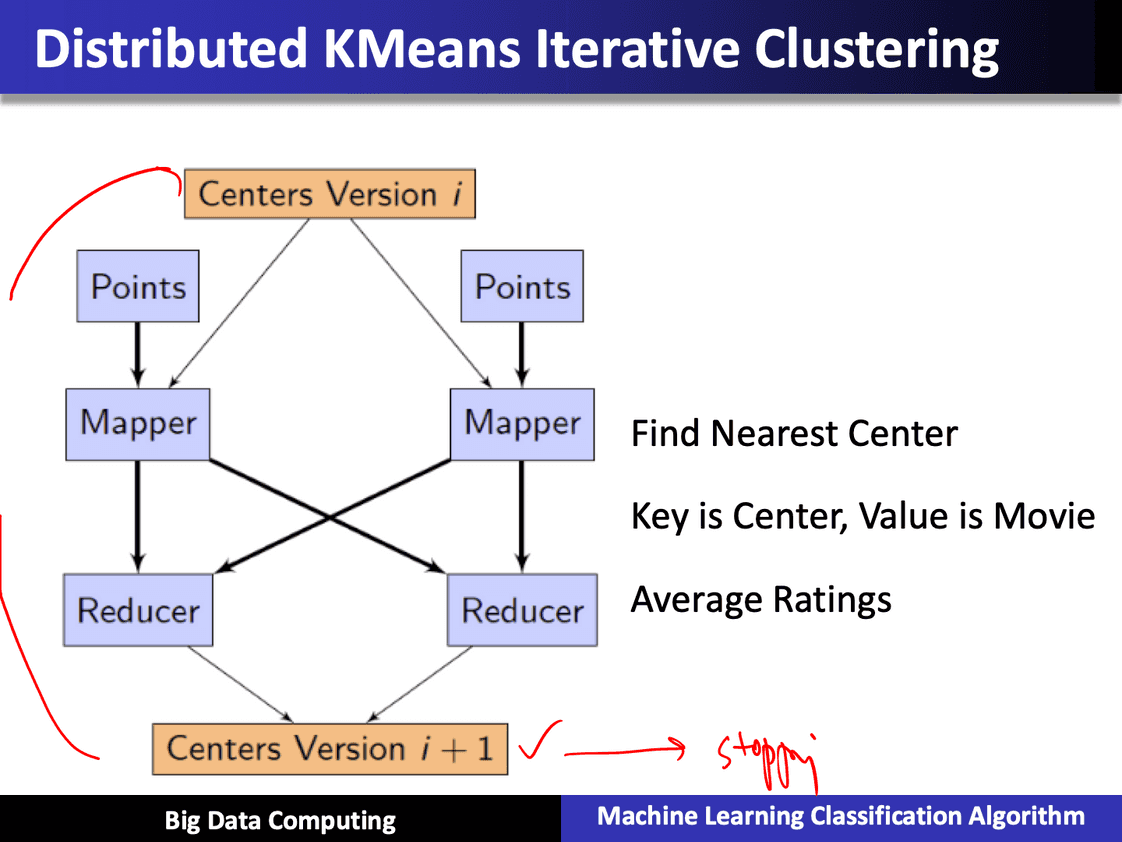 Distributed KMeans Iterative Clustering
Centers Version i
Points
Points
Mapper
Mapper
Find Nearest Center
Key is Center, Value is Movie
Reducer
Reducer
Average Ratings
Centers Version i + 1
Big Data Computing
Machine Learning Classification Algorithm